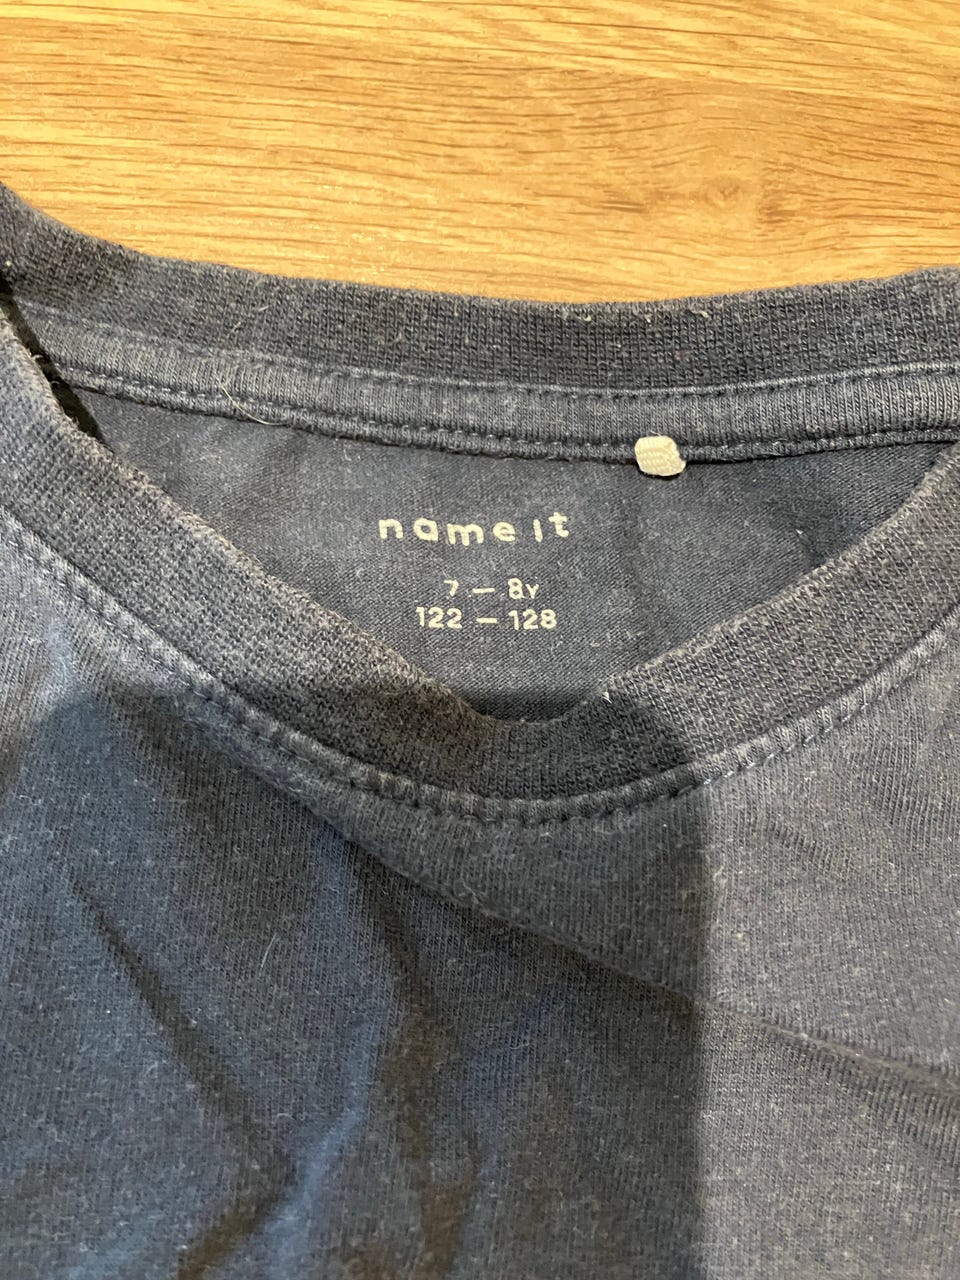 name it
7 – 8y
122 – 128